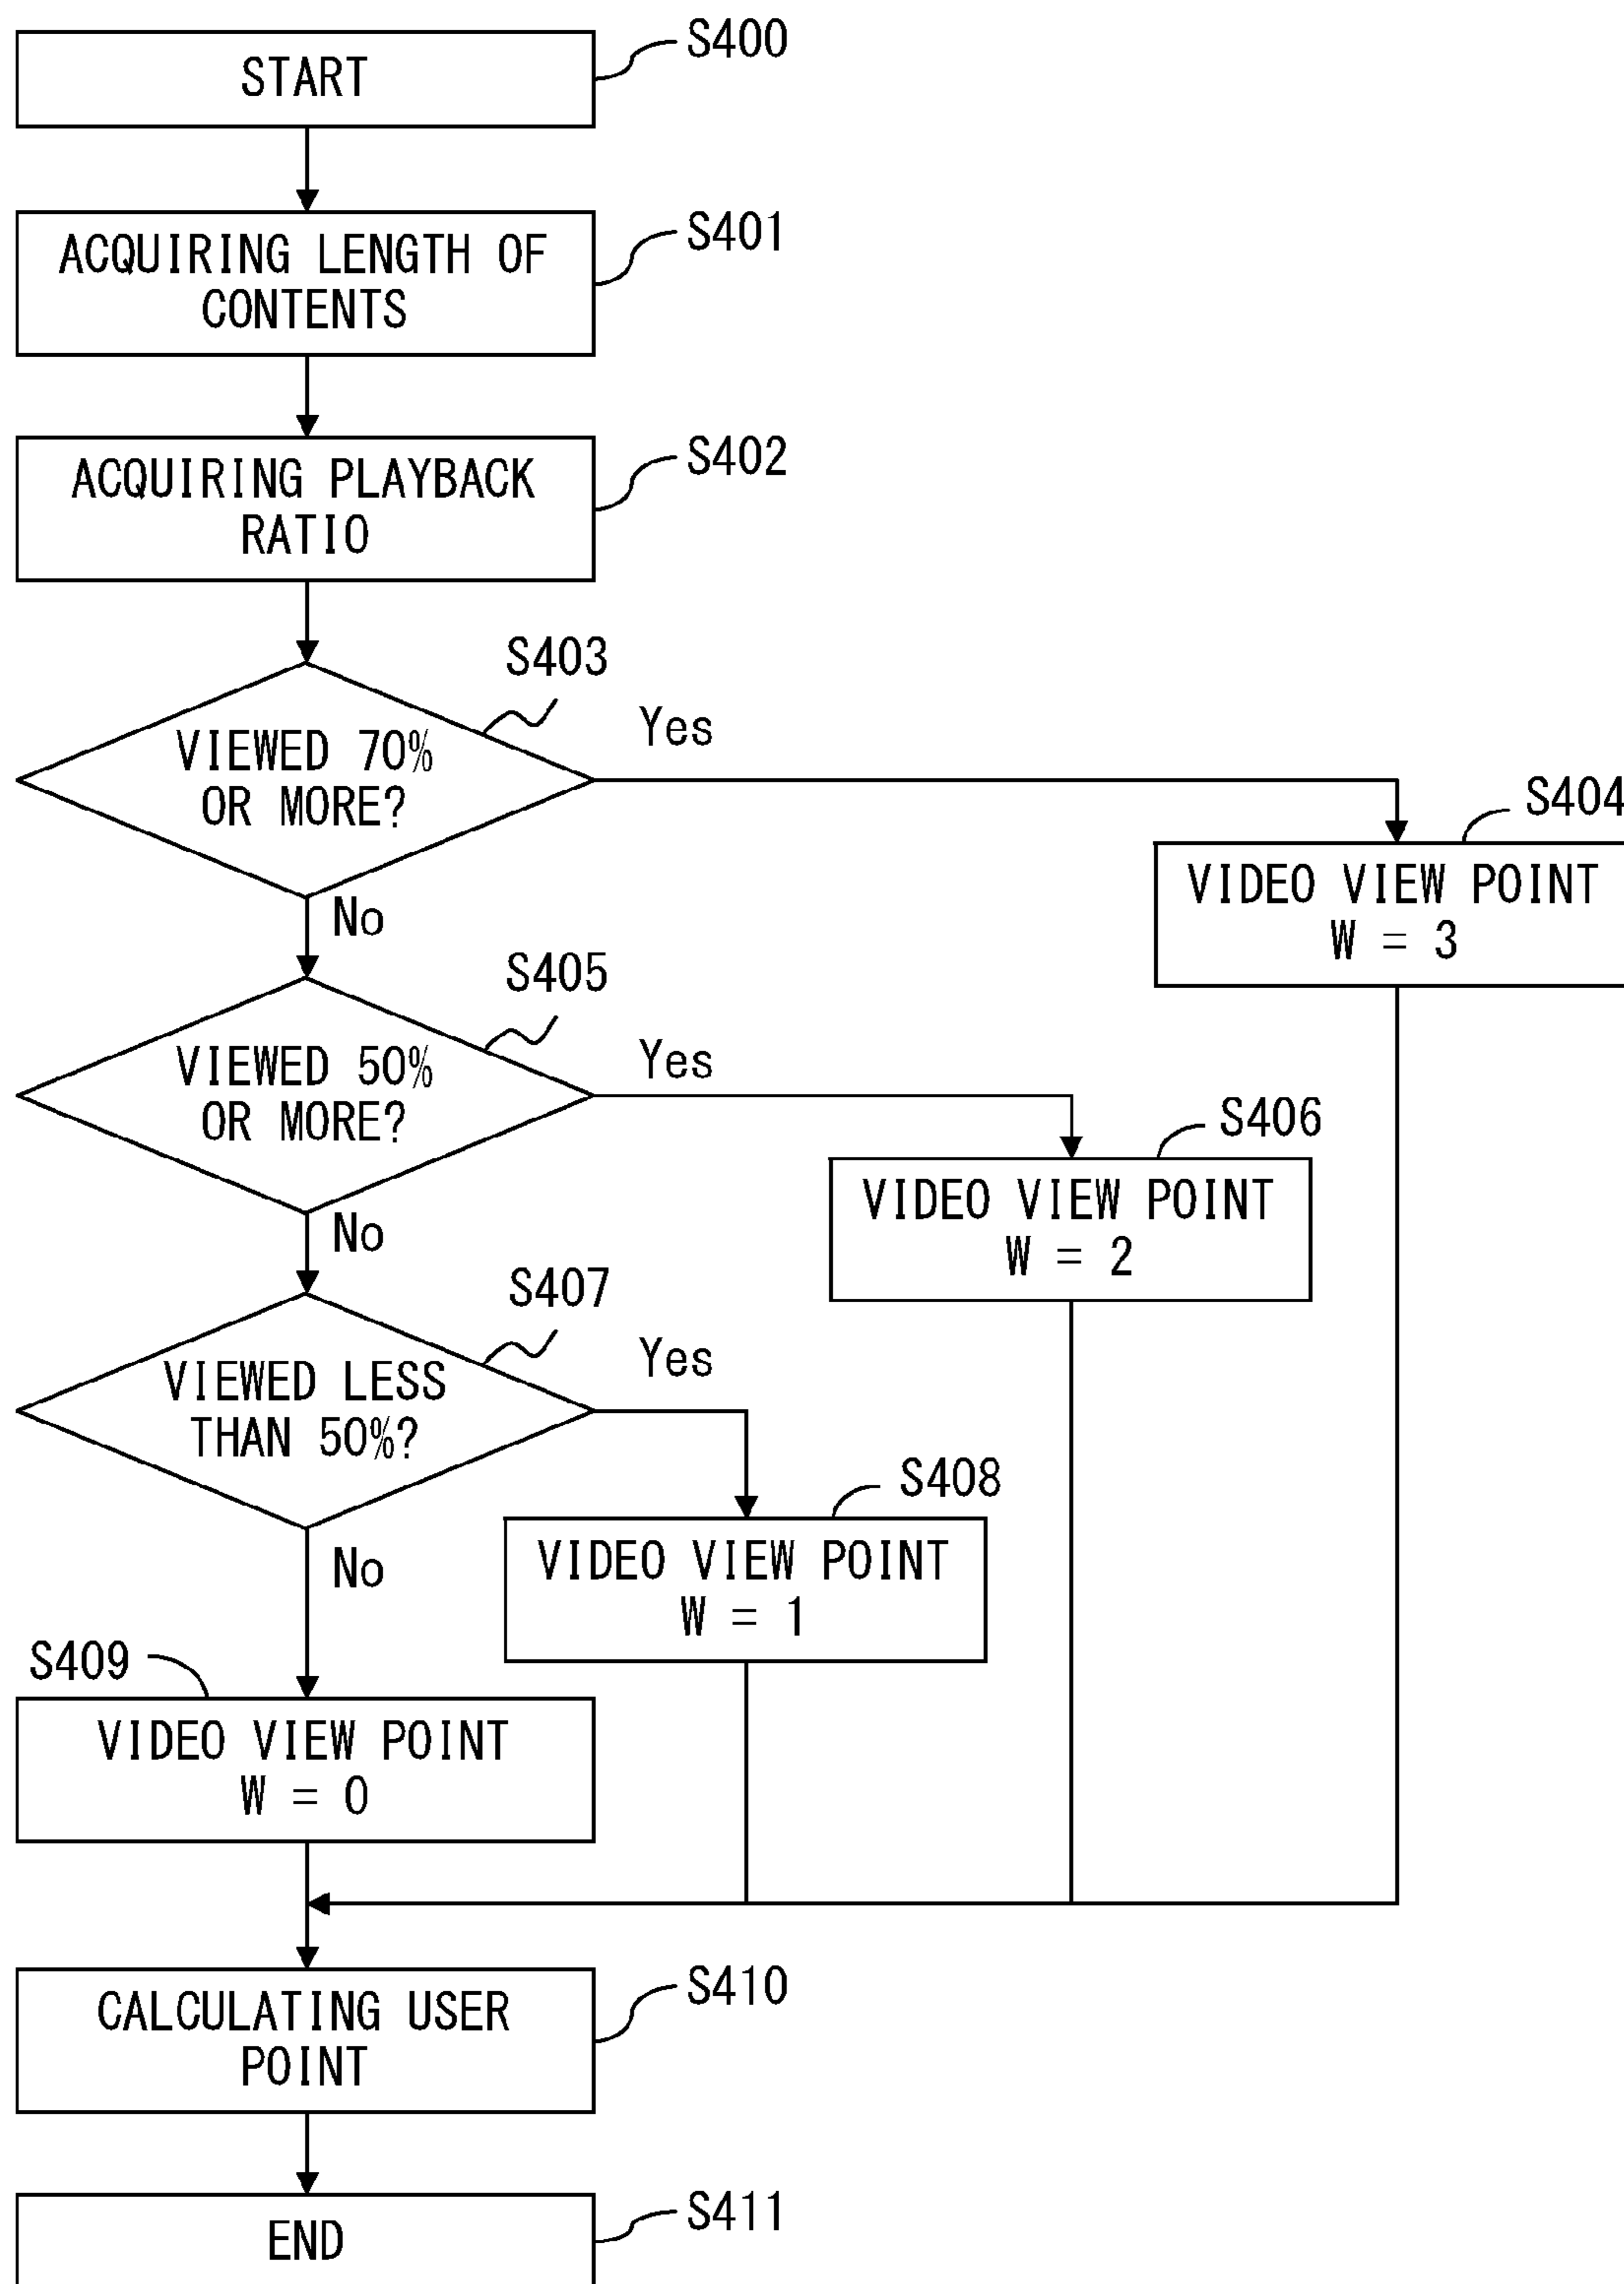 START
S400
ACQUIRING LENGTH OF
CONTENTS
S401
ACQUIRING PLAYBACK
RATIO
S402
S403
VIEWED 70%
OR MORE?
Yes
No
S404
VIDEO VIEW POINT
W = 3
S405
VIEWED 50%
OR MORE?
Yes
No
S406
VIDEO VIEW POINT
W = 2
S407
VIEWED LESS
THAN 50%?
Yes
No
S408
VIDEO VIEW POINT
W = 1
S409
VIDEO VIEW POINT
W = 0
CALCULATING USER
POINT
S410
END
S411